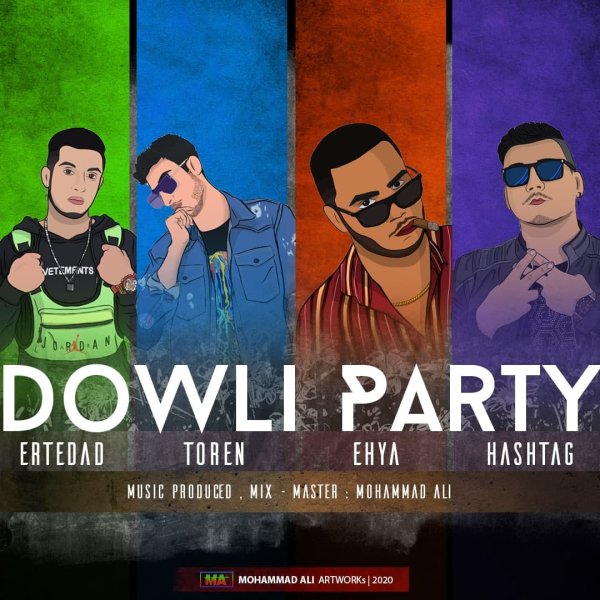 VETEMENTS
JORDAN
DOWLI PARTY
ERTEDAD TOREN EHYA HASHTAG
MUSIC PRODUCED , MIX - MASTER : MOHAMMAD ALI
MA MOHAMMAD ALI ARTWORKs | 2020